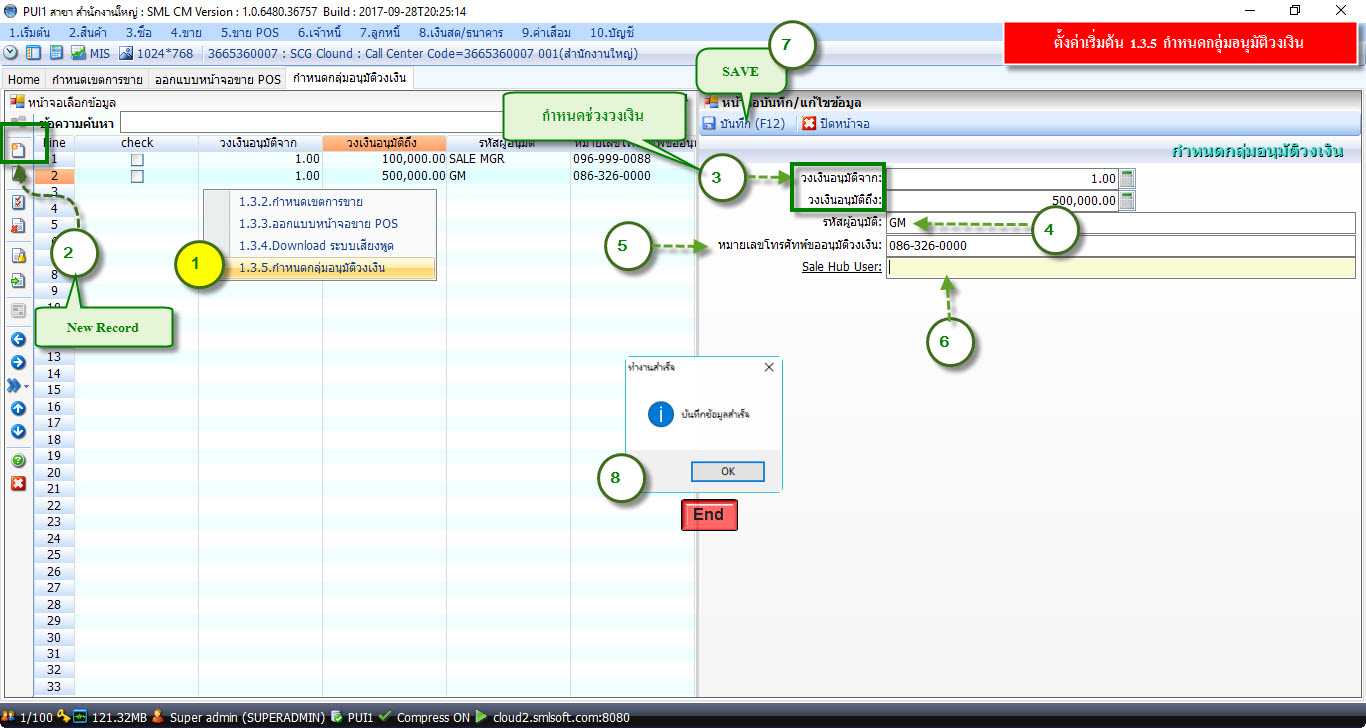 PUI1 สาขา สำนักงานใหญ่ : SML CM Version : 1.0.6480.36757 Build : 2017-09-28T20:25:14
1.เริ่มต้น 2.สินค้า 3.ซื้อ 4.ขาย 5.ขาย POS 6.เจ้าหนี้ 7.ลูกหนี้ 8.เงินสด/ธนาคาร 9.ค่าเสื่อม 10.บัญชี
MIS 1024*768 3665360007 : SCG Clound : Call Center Code=3665360007 001(สำนักงานใหญ่)
ตั้งค่าเริ่มต้น 1.3.5 กำหนดกลุ่มอนุมัติวงเงิน
7
SAVE
Home กำหนดเขตการขาย ออกแบบหน้าจอขาย POS กำหนดกลุ่มอนุมัติวงเงิน
หน้าจอเลือกข้อมูล
ข้อความค้นหา
กำหนดช่วงวงเงิน
บันทึก/แก้ไขข้อมูล
บันทึก (F12) ปิดหน้าจอ
กำหนดกลุ่มอนุมัติวงเงิน
Line check วงเงินอนุมัติจาก วงเงินอนุมัติถึง รหัสผู้อนุมัติ
1 1.00 100,000.00 SALE MGR 096-999-0088
2 1.00 500,000.00 GM 086-326-0000
3
4
5
8
9
10
13
14
15
16
17
18
19
20
21
22
23
24
25
26
27
28
29
30
31
32
33
1.3.2.กำหนดเขตการขาย
1.3.3.ออกแบบหน้าจอขาย POS
1.3.4.Download ระบบเสียงพูด
1.3.5.กำหนดกลุ่มอนุมัติวงเงิน
1
2
New Record
3
วงเงินอนุมัติจาก: 1.00
วงเงินอนุมัติถึง: 500,000.00
รหัสผู้อนุมัติ: GM
4
5
หมายเลขโทรศัพท์ขออนุมัติวงเงิน: 086-326-0000
Sale Hub User:
6
ทำงานสำเร็จ
บันทึกข้อมูลสำเร็จ
OK
8
End
1/100 121.32MB Super admin (SUPERADMIN) PUI1 Compress ON cloud2.smlsoft.com:8080